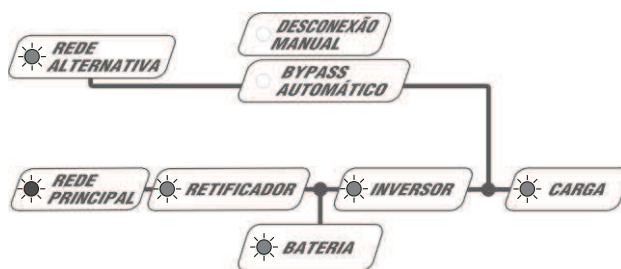 REDE
ALTERNATIVA
DESCONEXÃO
MANUAL
BYPASS
AUTOMÁTICO
REDE
PRINCIPAL
RETIFICADOR
INVERSOR
CARGA
BATERIA